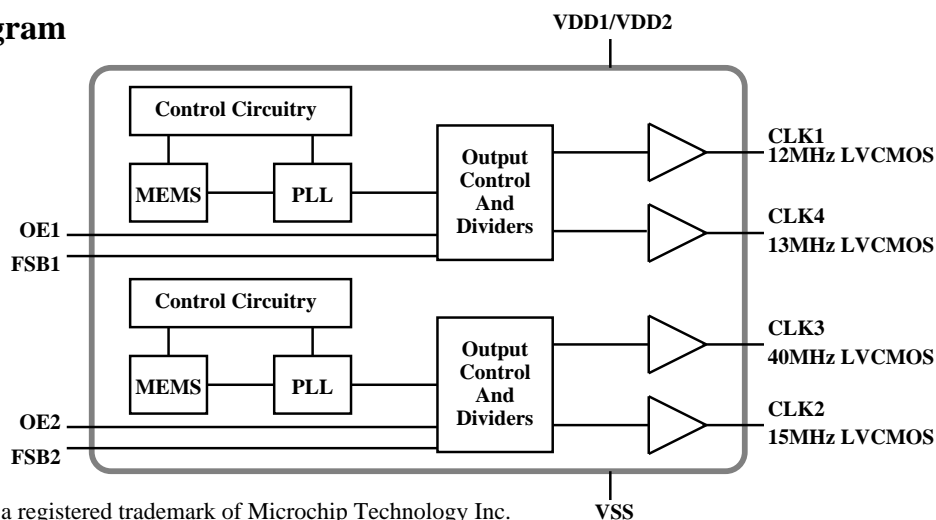 gram
VDD1/VDD2
Control Circuitry
MEMS
PLL
Output
Control
And
Dividers
CLK1
12MHz LVCMOS
CLK4
13MHz LVCMOS
OE1
FSB1
Control Circuitry
MEMS
PLL
Output
Control
And
Dividers
CLK3
40MHz LVCMOS
CLK2
15MHz LVCMOS
OE2
FSB2
a registered trademark of Microchip Technology Inc.
VSS